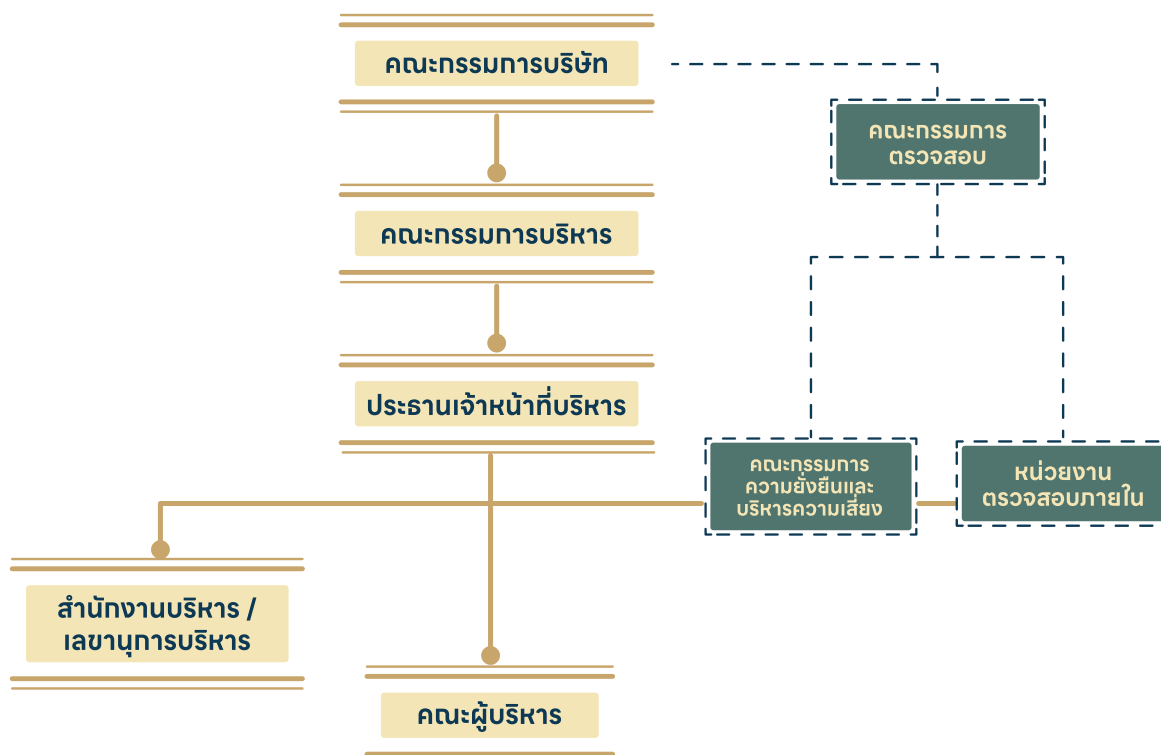 คณะกรรมการบริษัท
คณะกรรมการ
ตรวจสอบ
คณะกรรมการบริหาร
ประธานเจ้าหน้าที่บริหาร
คณะกรรมการ
ความยั่งยืนและ
บริหารความเสี่ยง
หน่วยงาน
ตรวจสอบภายใน
สำนักงานบริหาร /
เลขานุการบริหาร
คณะผู้บริหาร